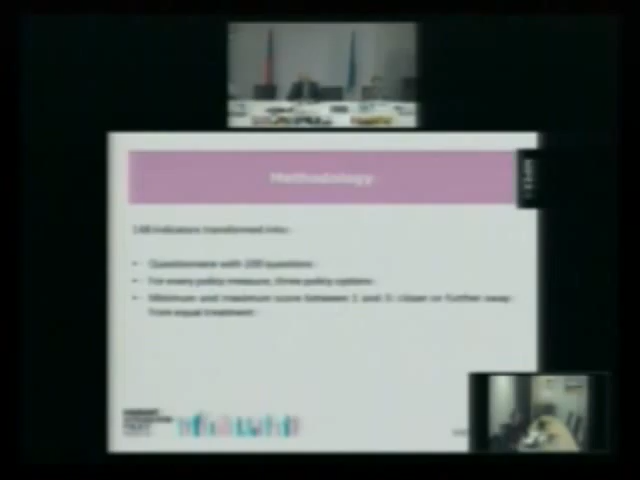 Methodology
148 indicators transformed into:
• Questionnaire with 200 questions
• For every policy measure, three policy options
• Minimum and maximum score between 1 and 3: closer or further away
from equal treatment